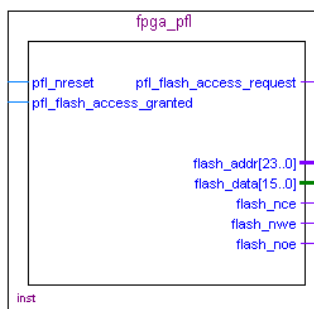 fpga_pfl
pfl_nreset pfl_flash_access_request
pfl_flash_access_granted
flash_addr[23..0]
flash_data[15..0]
flash_nce
flash_nwe
flash_noe
inst